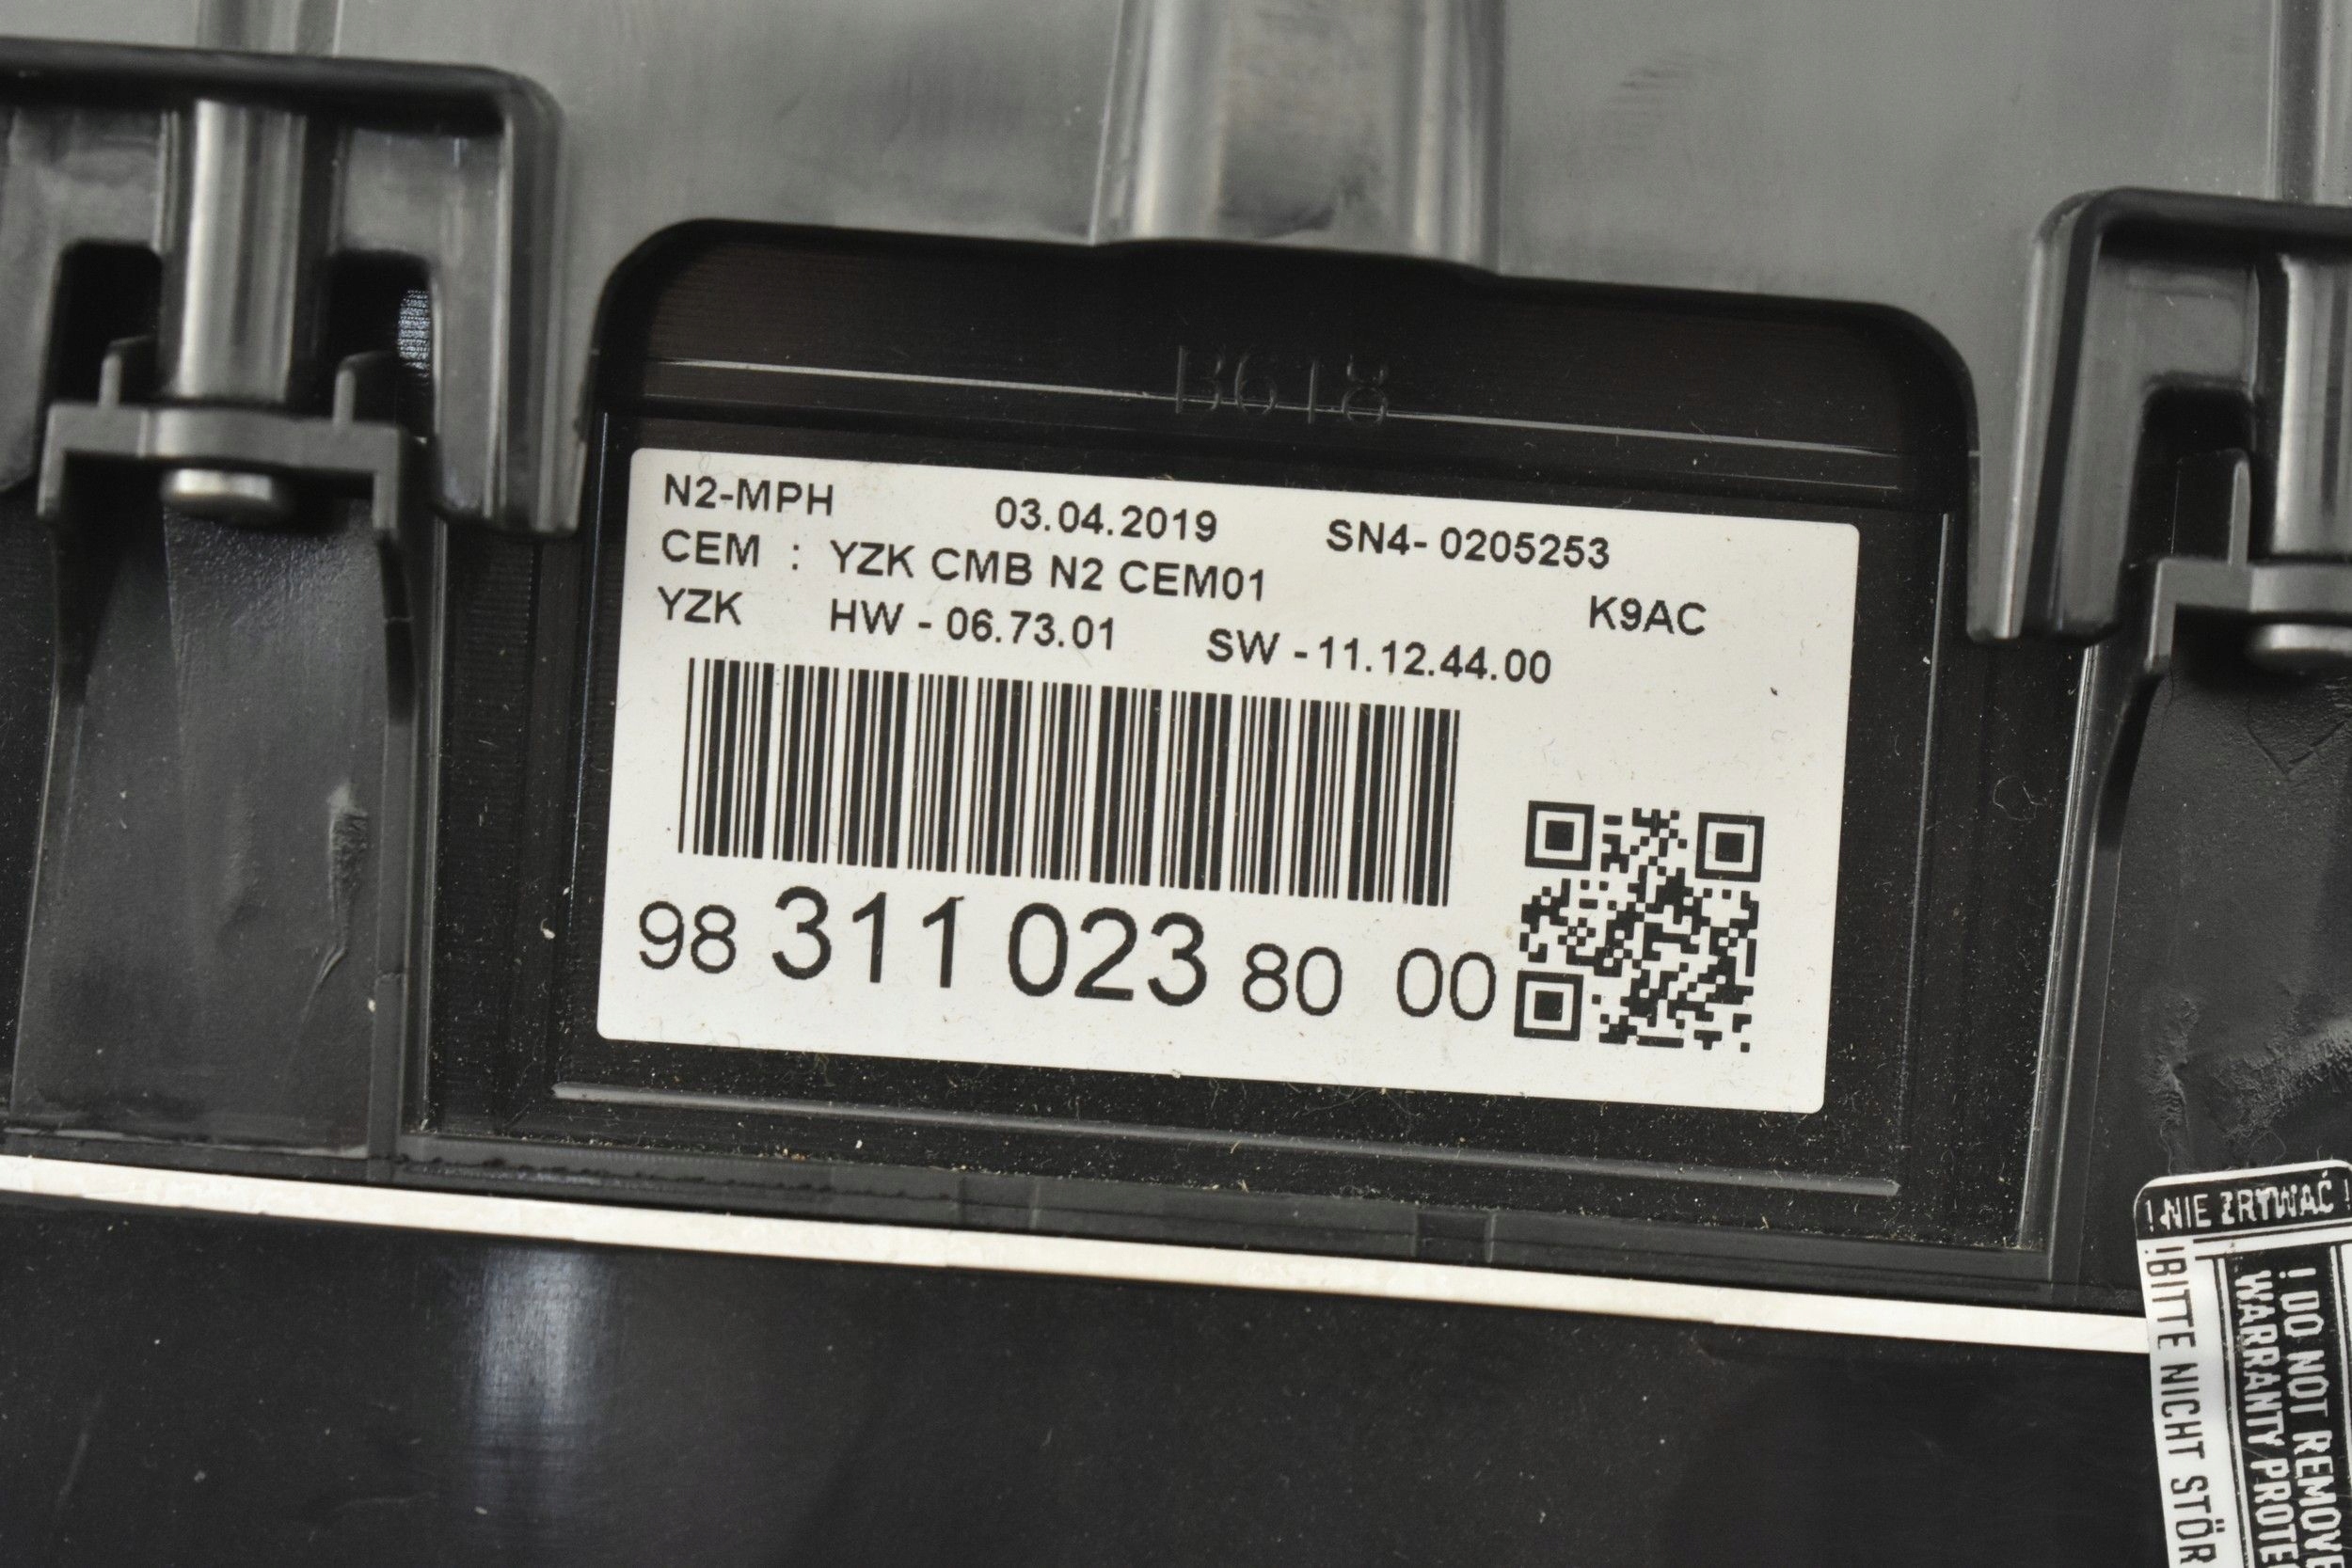 B618
N2-MPH 03.04.2019 SN4- 0205253
CEM : YZK CMB N2 CEM01
YZK HW - 06.73.01 SW - 11.12.44.00 K9AC
98 311 023 80 00
! NIE ZRYWAĆ !
!BITTE NICHT STÖR
! DO NOT REMOVE
WARRANTY PROTE